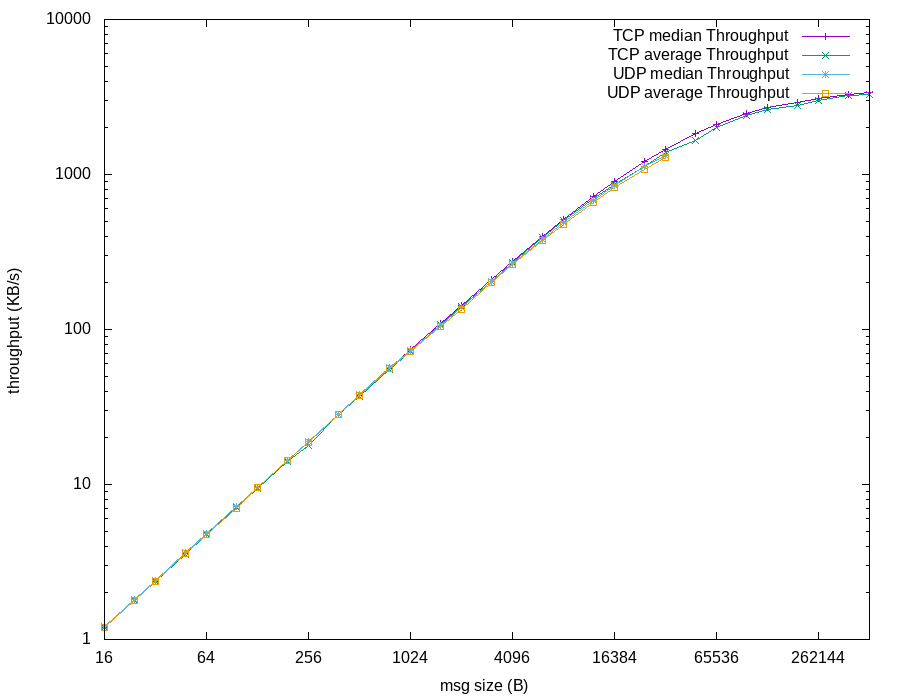 10000
TCP median Throughput
TCP average Throughput
UDP median Throughput
UDP average Throughput
1000
throughput (KB/s)
100
10
1
16 64 256 1024 4096 16384 65536 262144
msg size (B)